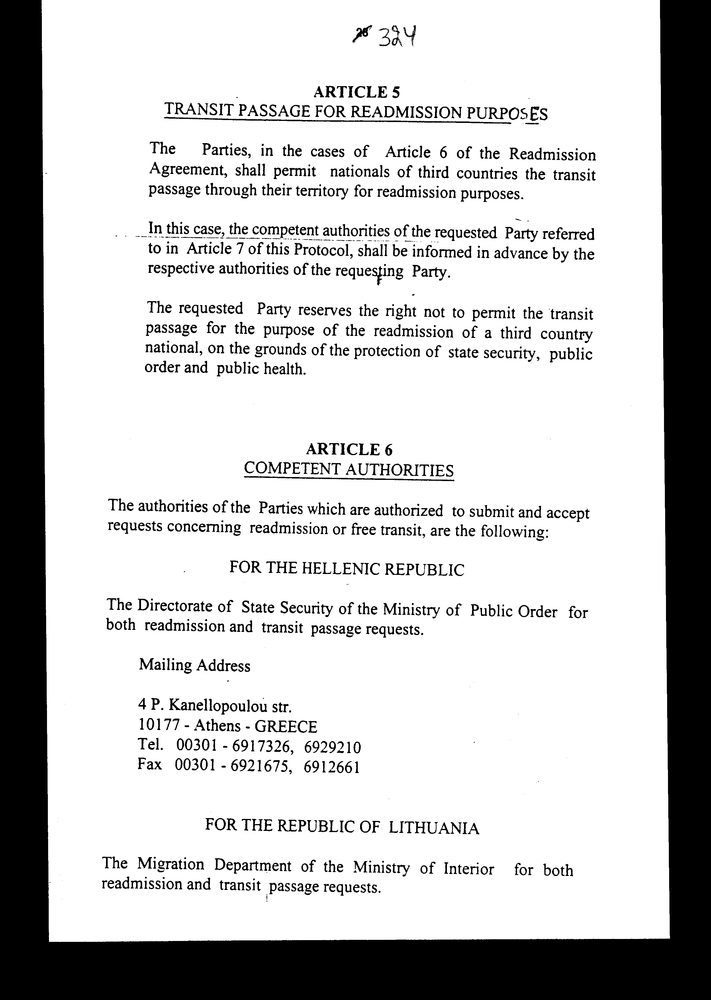 28 324
ARTICLE 5
TRANSIT PASSAGE FOR READMISSION PURPOSES
The Parties, in the cases of Article 6 of the Readmission
Agreement, shall permit nationals of third countries the transit
passage through their territory for readmission purposes.
In this case, the competent authorities of the requested Party referred
to in Article 7 of this Protocol, shall be informed in advance by the
respective authorities of the requesting Party.
The requested Party reserves the right not to permit the transit
passage for the purpose of the readmission of a third country
national, on the grounds of the protection of state security, public
order and public health.
ARTICLE 6
COMPETENT AUTHORITIES
The authorities of the Parties which are authorized to submit and accept
requests concerning readmission or free transit, are the following:
FOR THE HELLENIC REPUBLIC
The Directorate of State Security of the Ministry of Public Order for
both readmission and transit passage requests.
Mailing Address
4 P. Kanellopoulou str.
10177 - Athens - GREECE
Tel. 00301 - 6917326, 6929210
Fax 00301 - 6921675, 6912661
FOR THE REPUBLIC OF LITHUANIA
The Migration Department of the Ministry of Interior for both
readmission and transit passage requests.